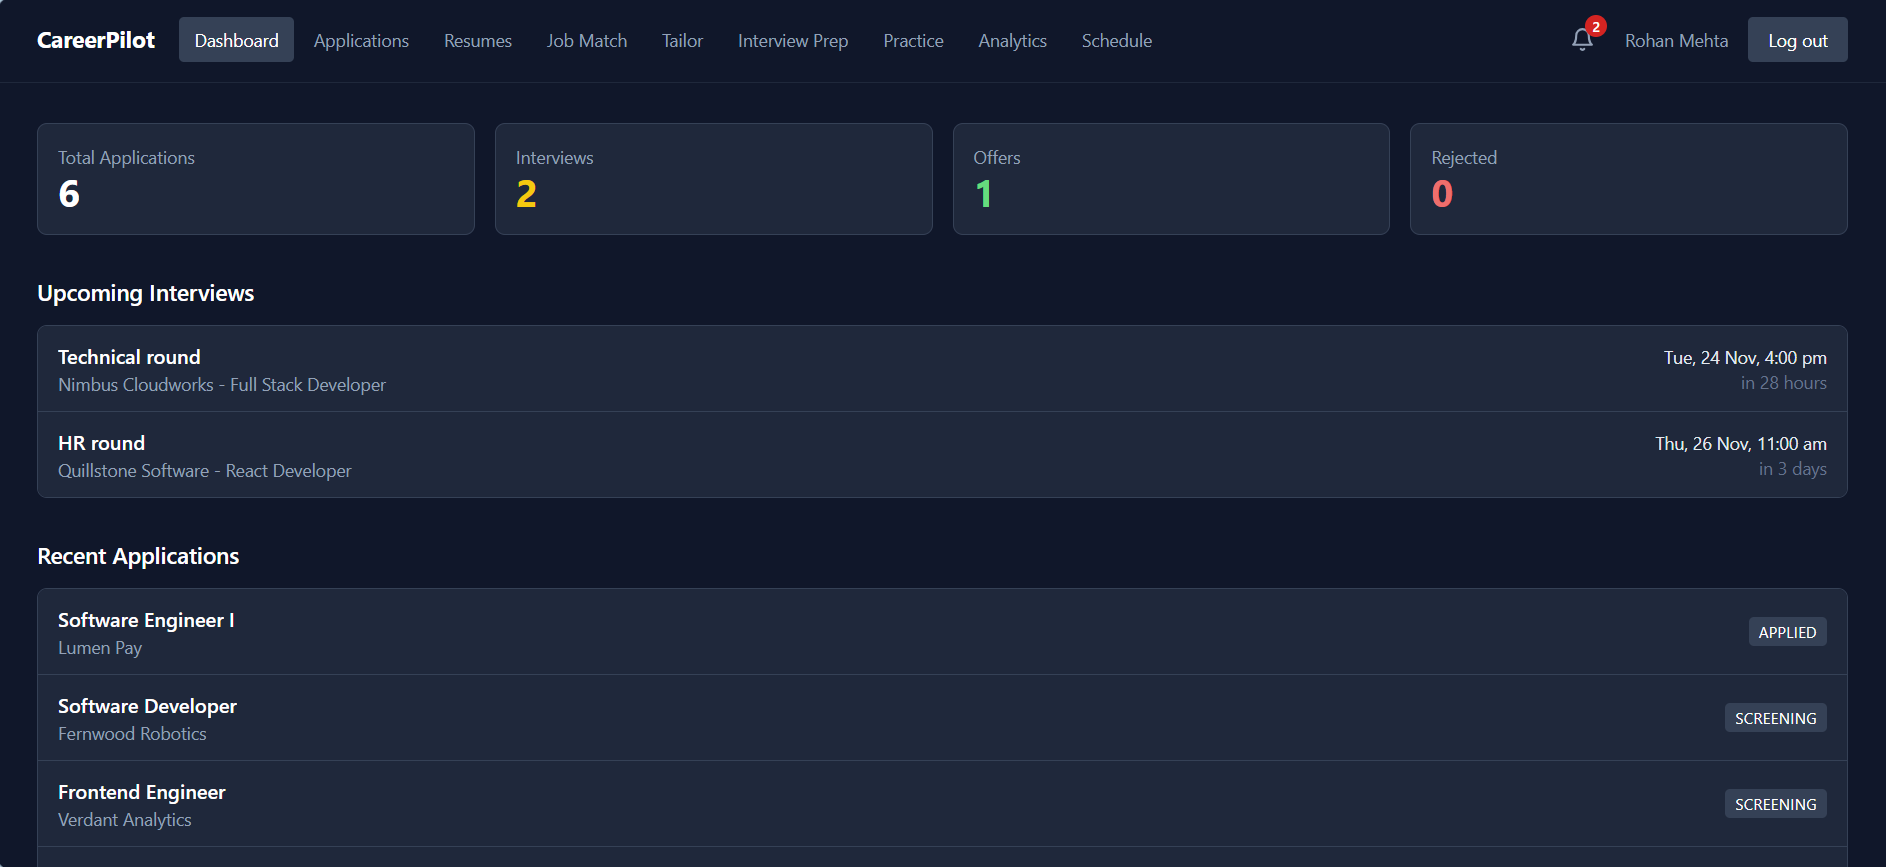 CareerPilot Dashboard Applications Resumes Job Match Tailor Interview Prep Practice Analytics Schedule 2 Rohan Mehta Log out
Total Applications
6
Interviews
2
Offers
1
Rejected
0
Upcoming Interviews
Technical round
Nimbus Cloudworks - Full Stack Developer
Tue, 24 Nov, 4:00 pm
in 28 hours
HR round
Quillstone Software - React Developer
Thu, 26 Nov, 11:00 am
in 3 days
Recent Applications
Software Engineer I
Lumen Pay
APPLIED
Software Developer
Fernwood Robotics
SCREENING
Frontend Engineer
Verdant Analytics
SCREENING